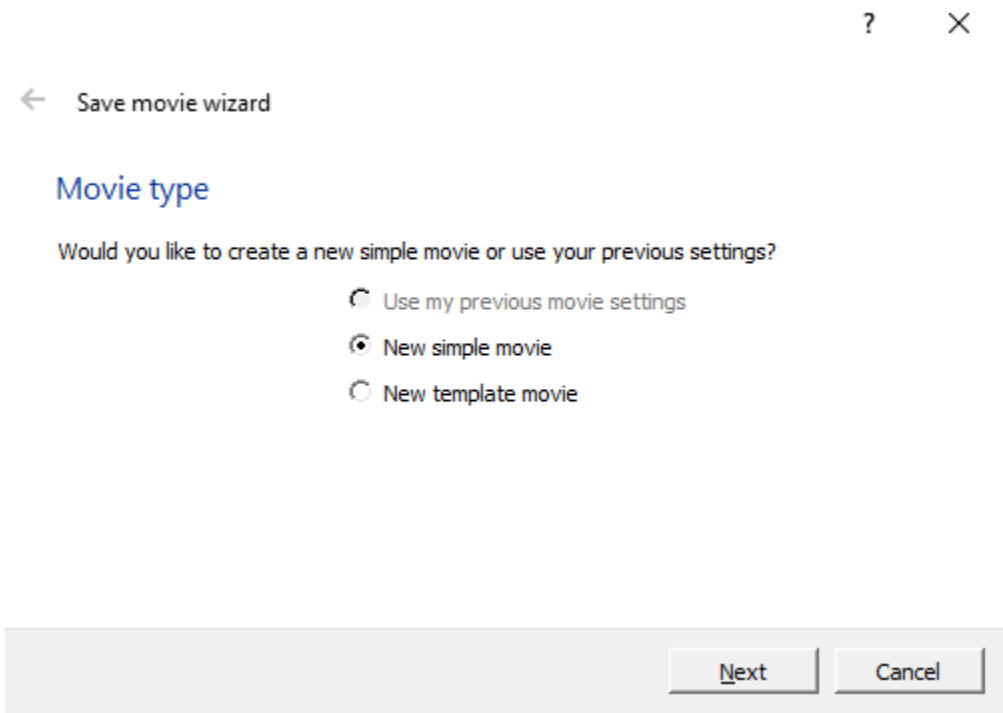 ?
Save movie wizard
Movie type
Would you like to create a new simple movie or use your previous settings?
Use my previous movie settings
New simple movie
New template movie
Next Cancel